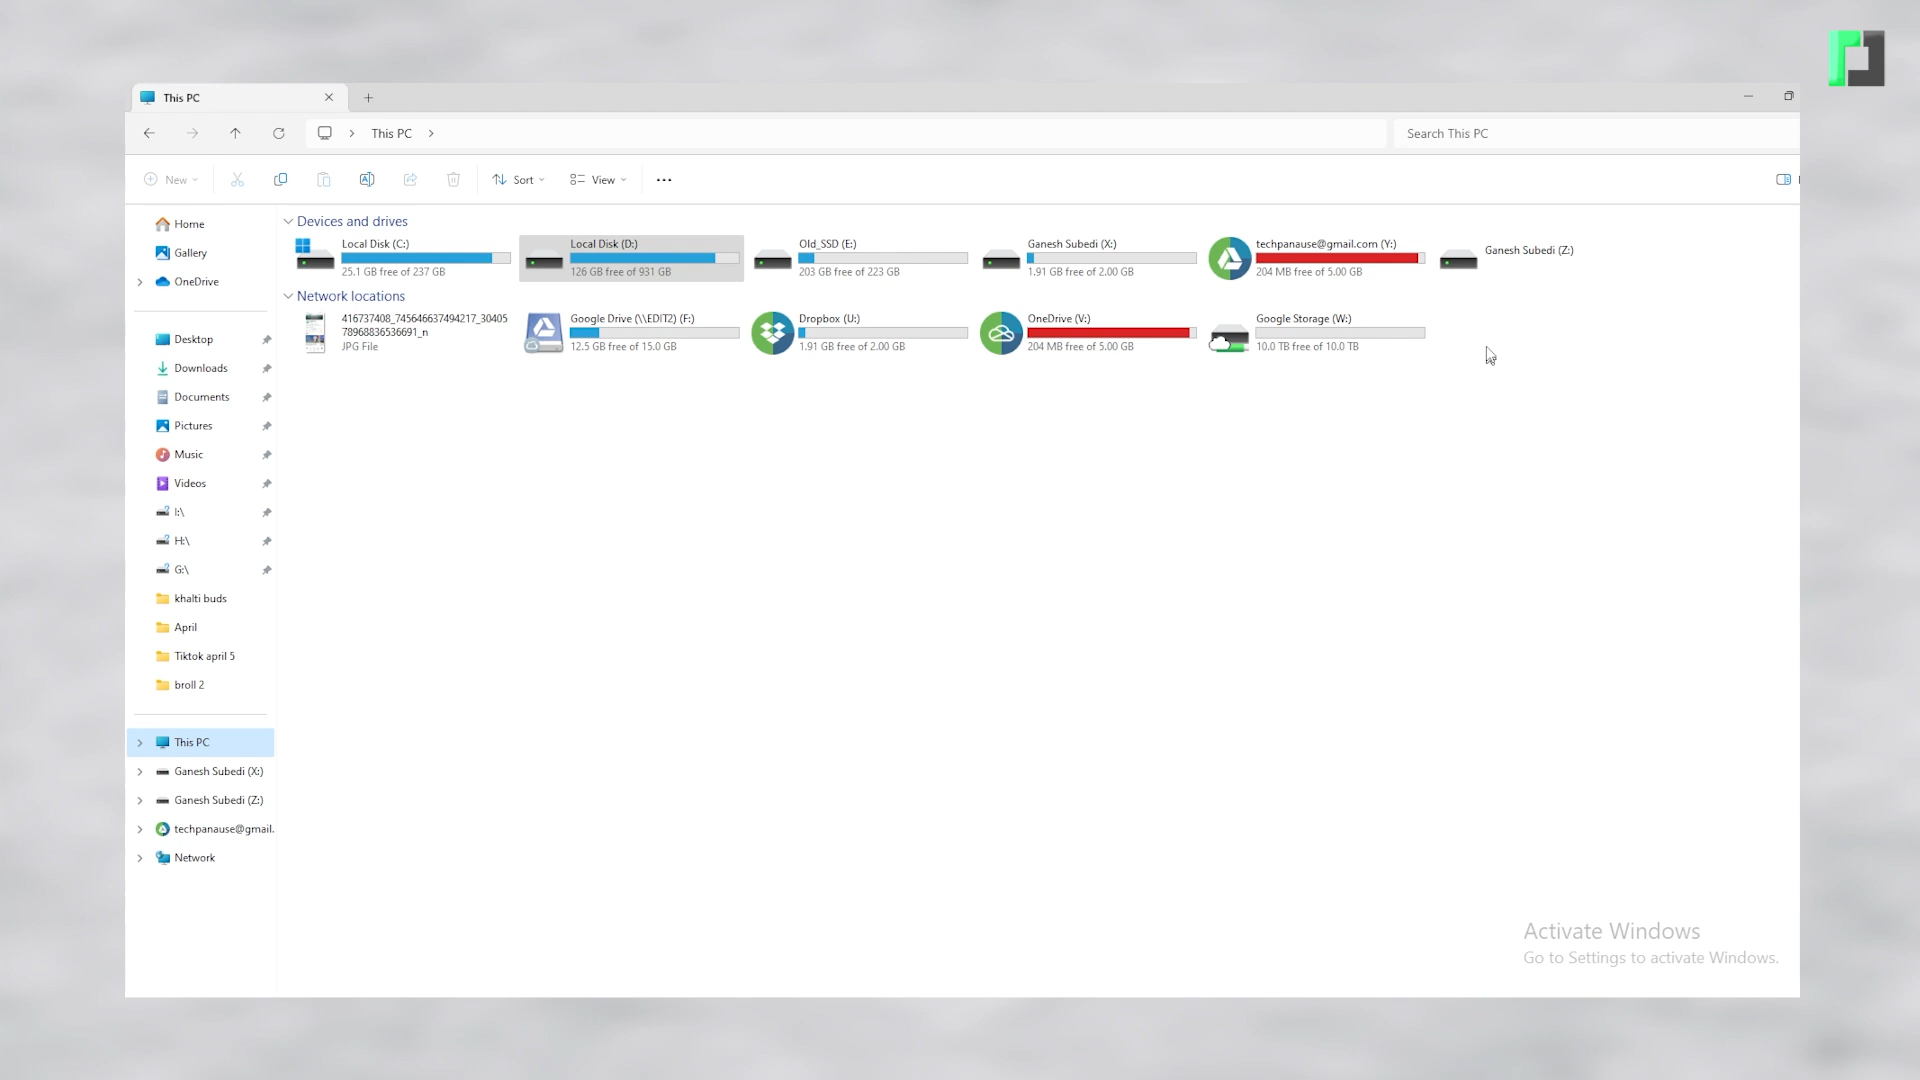 This PC
This PC
Search This PC
New
Sort
View
Home
Gallery
OneDrive
Desktop
Downloads
Documents
Pictures
Music
Videos
I:\
H:\
G:\
khalti buds
April
Tiktok april 5
broll 2
This PC
Ganesh Subedi (X:)
Ganesh Subedi (Z:)
techpanause@gmail.
Network
Devices and drives
Local Disk (C:)
25.1 GB free of 237 GB
Local Disk (D:)
126 GB free of 931 GB
Old_SSD (E:)
203 GB free of 223 GB
Ganesh Subedi (X:)
1.91 GB free of 2.00 GB
techpanause@gmail.com (Y:)
204 MB free of 5.00 GB
Ganesh Subedi (Z:)
Network locations
416737408_745646637494217_30405
78968836536691_n
JPG File
Google Drive (\\EDIT2) (F:)
12.5 GB free of 15.0 GB
Dropbox (U:)
1.91 GB free of 2.00 GB
OneDrive (V:)
204 MB free of 5.00 GB
Google Storage (W:)
10.0 TB free of 10.0 TB
Activate Windows
Go to Settings to activate Windows.